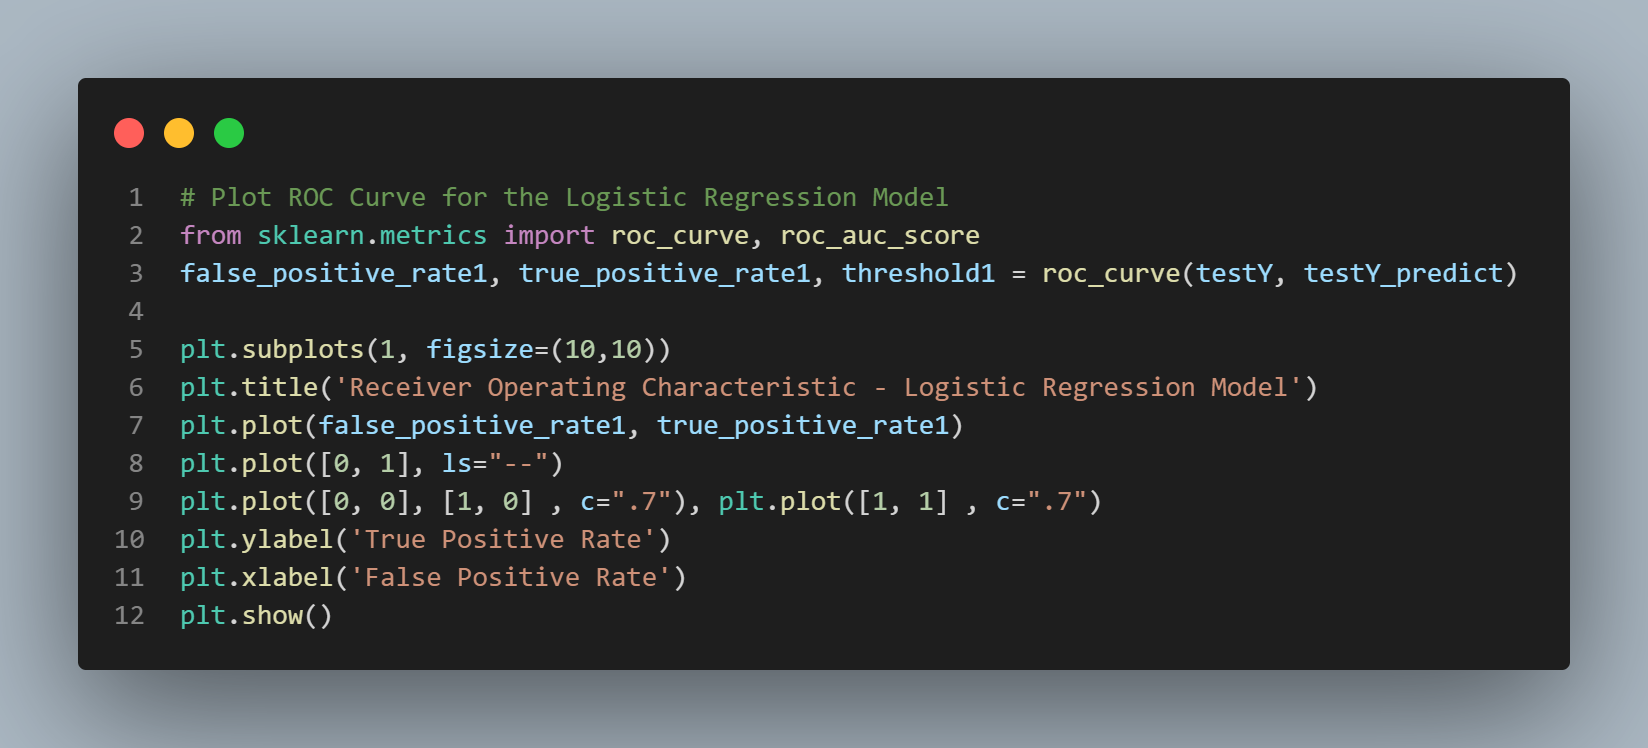 1 # Plot ROC Curve for the Logistic Regression Model
2 from sklearn.metrics import roc_curve, roc_auc_score
3 false_positive_rate1, true_positive_rate1, threshold1 = roc_curve(testY, testY_predict)
4
5 plt.subplots(1, figsize=(10,10))
6 plt.title('Receiver Operating Characteristic - Logistic Regression Model')
7 plt.plot(false_positive_rate1, true_positive_rate1)
8 plt.plot([0, 1], ls="--")
9 plt.plot([0, 0], [1, 0] , c=".7"), plt.plot([1, 1] , c=".7")
10 plt.ylabel('True Positive Rate')
11 plt.xlabel('False Positive Rate')
12 plt.show()